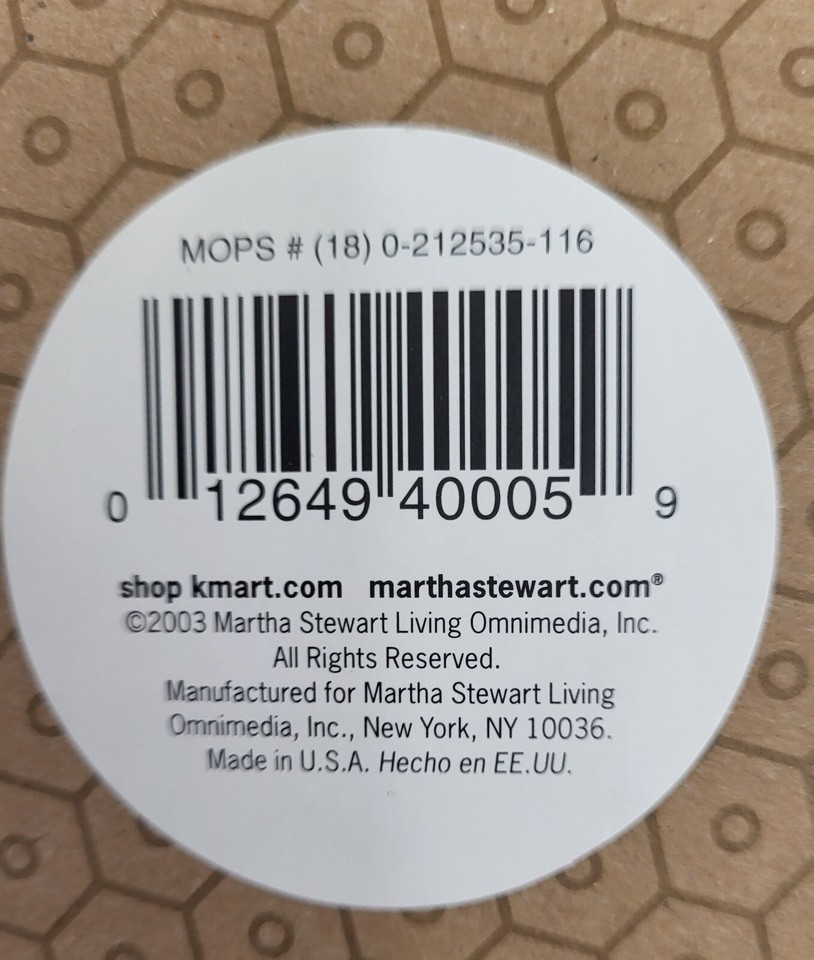 MOPS # (18) 0-212535-116
0 12649 40005 9
shop kmart.com marthastewart.com®
©2003 Martha Stewart Living Omnimedia, Inc.
All Rights Reserved.
Manufactured for Martha Stewart Living
Omnimedia, Inc., New York, NY 10036.
Made in U.S.A. Hecho en EE.UU.